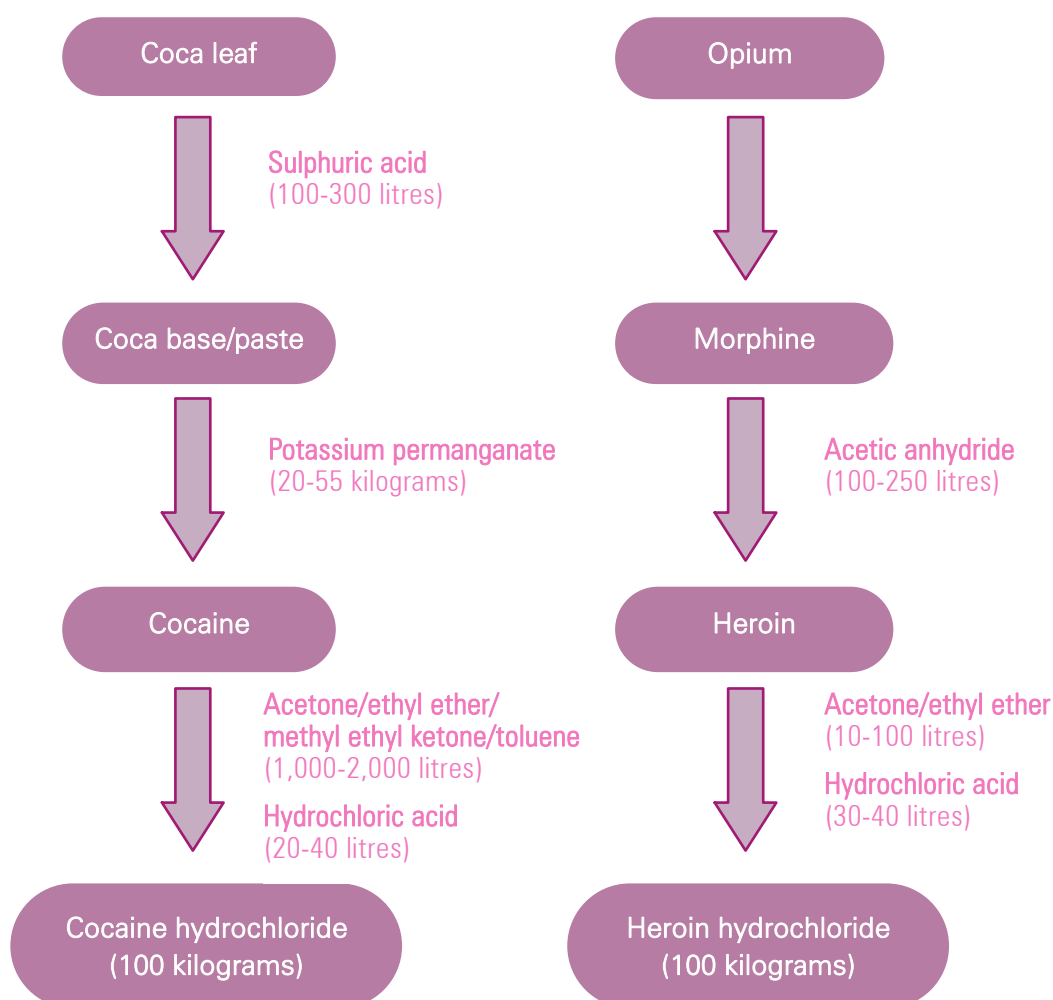 Coca leaf
Sulphuric acid
(100-300 litres)
Coca base/paste
Potassium permanganate
(20-55 kilograms)
Cocaine
Acetone/ethyl ether/
methyl ethyl ketone/toluene
(1,000-2,000 litres)
Hydrochloric acid
(20-40 litres)
Cocaine hydrochloride
(100 kilograms)
Opium
Morphine
Acetic anhydride
(100-250 litres)
Heroin
Acetone/ethyl ether
(10-100 litres)
Hydrochloric acid
(30-40 litres)
Heroin hydrochloride
(100 kilograms)